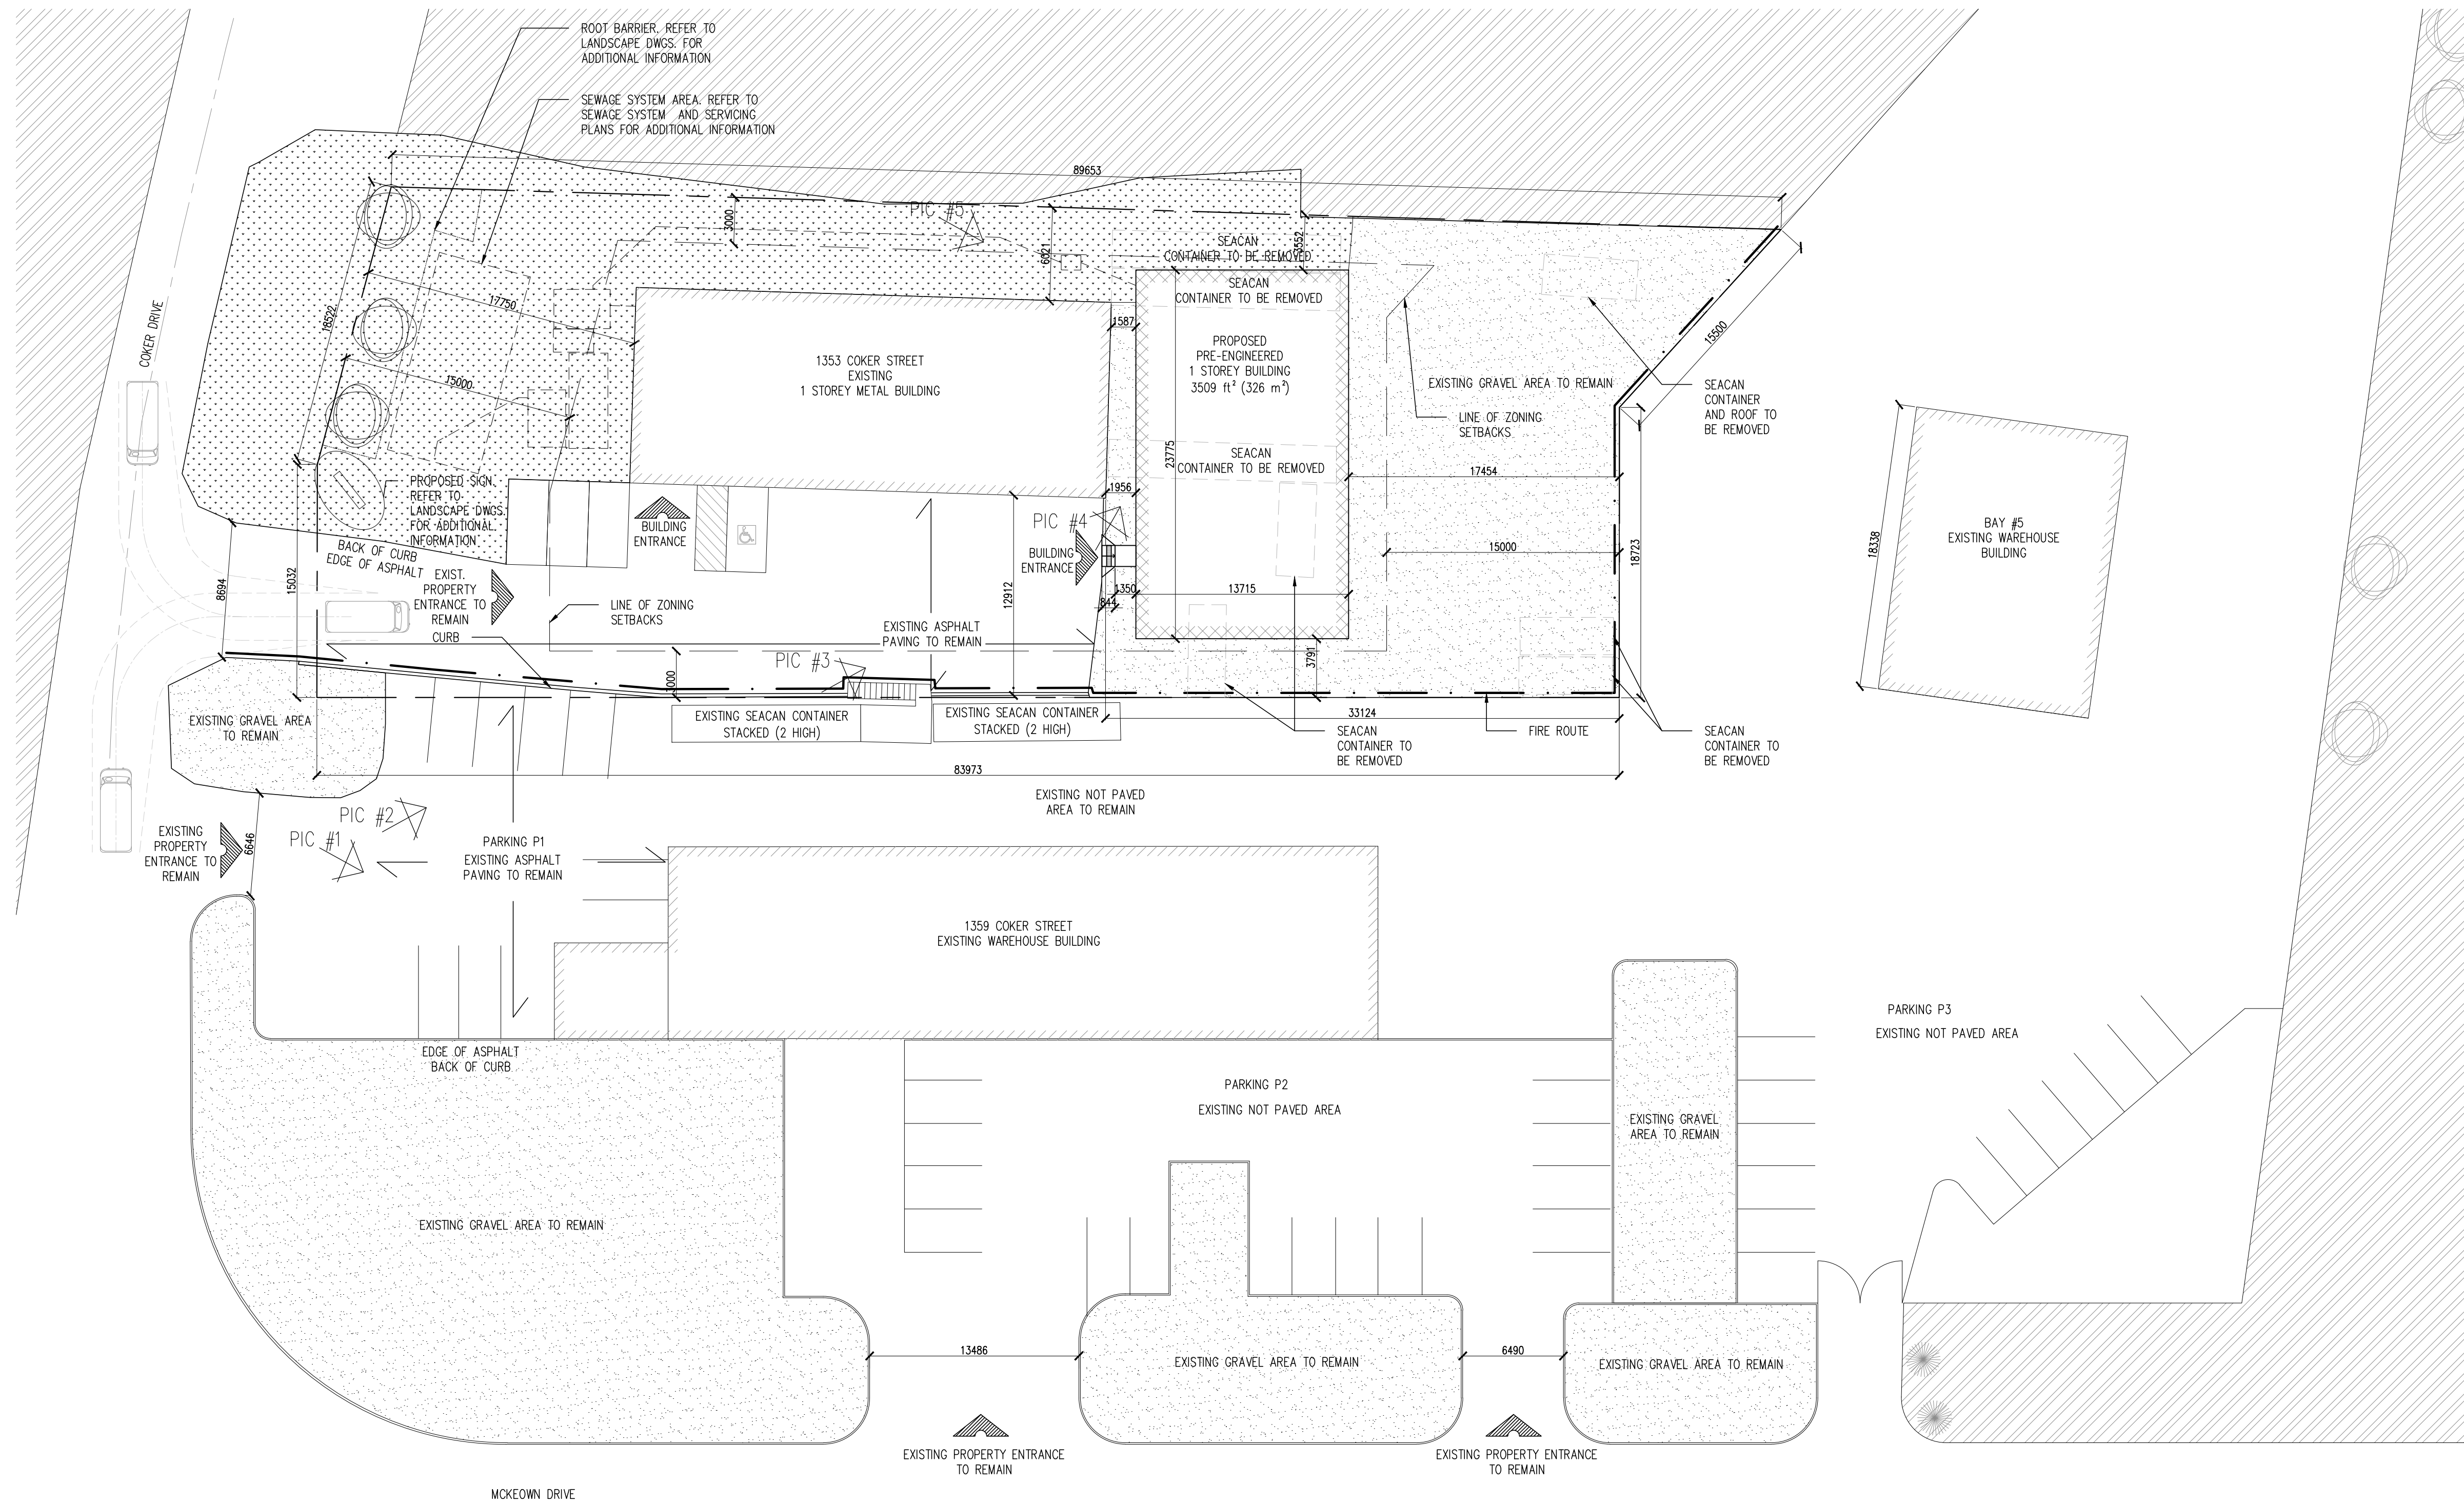 ROOT BARRIER. REFER TO
LANDSCAPE DWGS. FOR
ADDITIONAL INFORMATION
SEWAGE SYSTEM AREA. REFER TO
SEWAGE SYSTEM AND SERVICING
PLANS FOR ADDITIONAL INFORMATION
89653
3000
PIC #5
6021
3552
SEACAN
CONTAINER TO BE REMOVED
SEACAN
CONTAINER TO BE REMOVED
COKER DRIVE
18522
17750
15000
1587
1353 COKER STREET
EXISTING
1 STOREY METAL BUILDING
PROPOSED
PRE-ENGINEERED
1 STOREY BUILDING
3509 ft² (326 m²)
EXISTING GRAVEL AREA TO REMAIN
LINE OF ZONING
SETBACKS
15500
SEACAN
CONTAINER
AND ROOF TO
BE REMOVED
23775
SEACAN
CONTAINER TO BE REMOVED
17454
1956
PROPOSED SIGN.
REFER TO
LANDSCAPE DWGS.
FOR ADDITIONAL
INFORMATION
BACK OF CURB
EDGE OF ASPHALT
BUILDING
ENTRANCE
PIC #4
BUILDING
ENTRANCE
15000
18723
18338
BAY #5
EXISTING WAREHOUSE
BUILDING
8694
15032
EXIST.
PROPERTY
ENTRANCE TO
REMAIN
CURB
LINE OF ZONING
SETBACKS
12912
1350
844
13715
EXISTING ASPHALT
PAVING TO REMAIN
PIC #3
3000
3791
EXISTING GRAVEL AREA
TO REMAIN
EXISTING SEACAN CONTAINER
STACKED (2 HIGH)
EXISTING SEACAN CONTAINER
STACKED (2 HIGH)
33124
SEACAN
CONTAINER TO
BE REMOVED
FIRE ROUTE
SEACAN
CONTAINER TO
BE REMOVED
83973
EXISTING NOT PAVED
AREA TO REMAIN
PIC #2
PIC #1
EXISTING
PROPERTY
ENTRANCE TO
REMAIN
6646
PARKING P1
EXISTING ASPHALT
PAVING TO REMAIN
1359 COKER STREET
EXISTING WAREHOUSE BUILDING
EDGE OF ASPHALT
BACK OF CURB
PARKING P2
EXISTING NOT PAVED AREA
PARKING P3
EXISTING NOT PAVED AREA
EXISTING GRAVEL
AREA TO REMAIN
EXISTING GRAVEL AREA TO REMAIN
13486
EXISTING GRAVEL AREA TO REMAIN
6490
EXISTING GRAVEL AREA TO REMAIN
EXISTING PROPERTY ENTRANCE
TO REMAIN
EXISTING PROPERTY ENTRANCE
TO REMAIN
MCKEOWN DRIVE